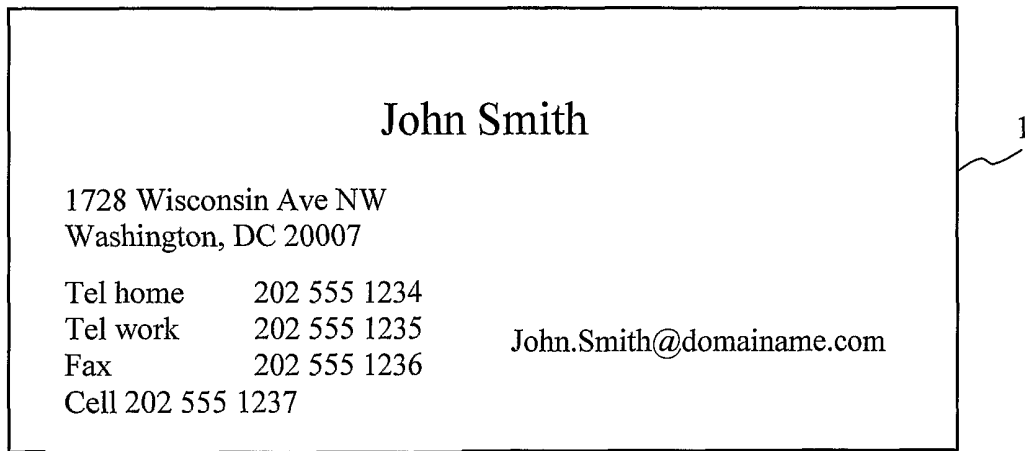 John Smith
1
1728 Wisconsin Ave NW
Washington, DC 20007
Tel home 202 555 1234
Tel work 202 555 1235
Fax 202 555 1236
Cell 202 555 1237
John.Smith@domainame.com